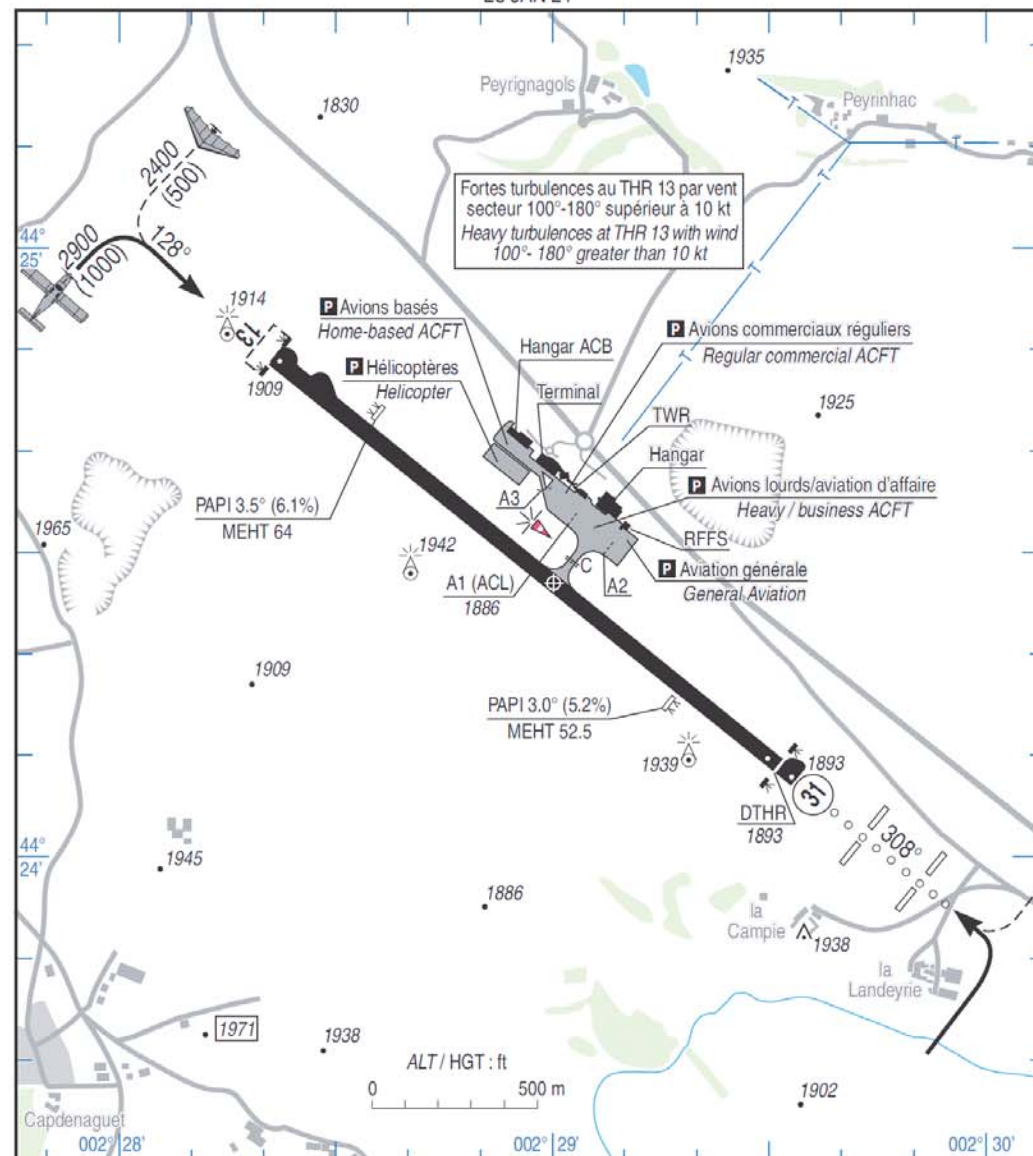 1935
Peyrignagols
Peyrinhac
1830
T
T
T
T
2400
(500)
Fortes turbulences au THR 13 par vent
secteur 100°-180° supérieur à 10 kt
Heavy turbulences at THR 13 with wind
100°- 180° greater than 10 kt
44°
25'
2900
(1000)
128°
1914
13
1909
P Avions basés
Home-based ACFT
Hangar ACB
P Avions commerciaux réguliers
Regular commercial ACFT
P Hélicoptères
Helicopter
Terminal
TWR
1925
Hangar
A3
P Avions lourds/aviation d'affaire
Heavy / business ACFT
PAPI 3.5° (6.1%)
MEHT 64
RFFS
1965
1942
C
A1 (ACL)
1886
A2
P Aviation générale
General Aviation
1909
PAPI 3.0° (5.2%)
MEHT 52.5
1939
1893
31
DTHR
1893
308°
44°
24'
1945
1886
la
Campie
1938
la
Landeyrie
1971
1938
ALT / HGT : ft
0 500 m
1902
Capdenaguet
002° 28'
002° 29'
002° 30'